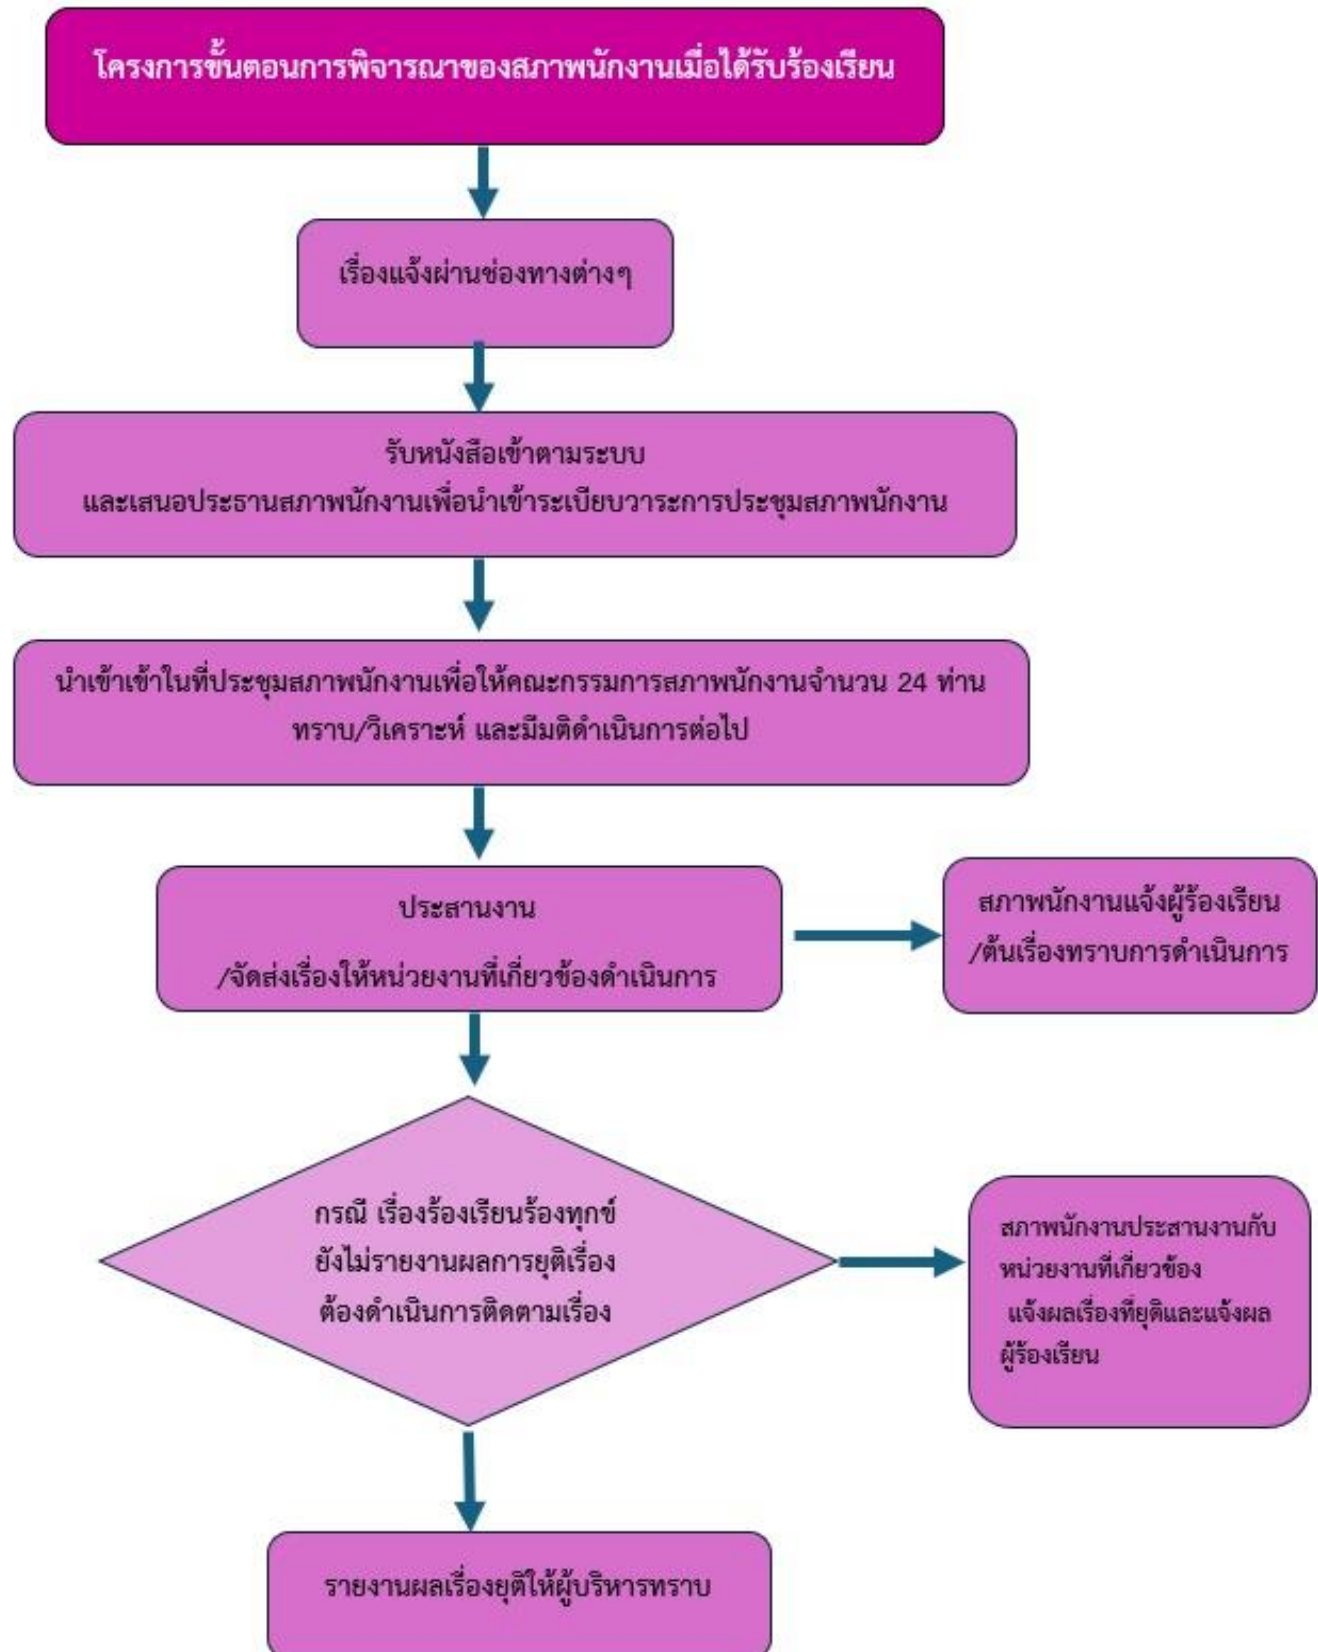 โครงการขั้นตอนการพิจารณาของสภาพนักงานเมื่อได้รับร้องเรียน
เรื่องแจ้งผ่านช่องทางต่างๆ
รับหนังสือเข้าตามระบบ
และเสนอประธานสภาพนักงานเพื่อนำเข้าระเบียบวาระการประชุมสภาพนักงาน
นำเข้าเข้าในที่ประชุมสภาพนักงานเพื่อให้คณะกรรมการสภาพนักงานจำนวน 24 ท่าน
ทราบ/วิเคราะห์ และมีมติดำเนินการต่อไป
ประสานงาน
/จัดส่งเรื่องให้หน่วยงานที่เกี่ยวข้องดำเนินการ
สภาพนักงานแจ้งผู้ร้องเรียน
/ต้นเรื่องทราบการดำเนินการ
กรณี เรื่องร้องเรียนร้องทุกข์
ยังไม่รายงานผลการยุติเรื่อง
ต้องดำเนินการติดตามเรื่อง
สภาพนักงานประสานงานกับ
หน่วยงานที่เกี่ยวข้อง
แจ้งผลเรื่องที่ยุติและแจ้งผล
ผู้ร้องเรียน
รายงานผลเรื่องยุติให้ผู้บริหารทราบ